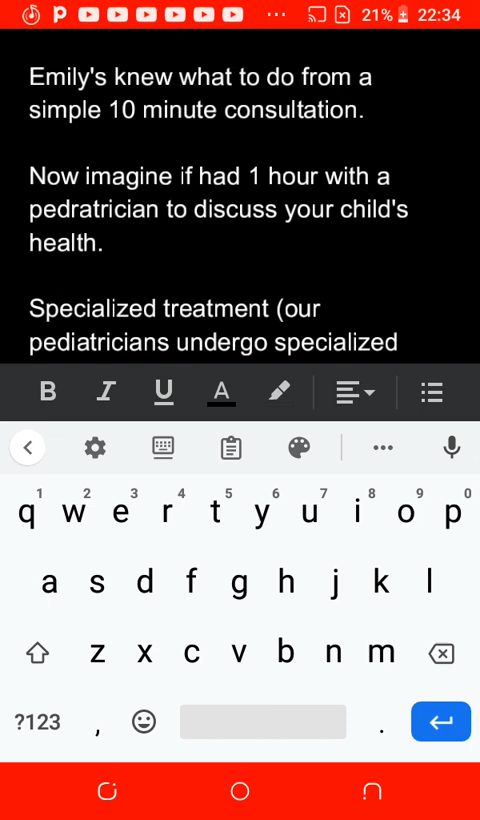 21% 22:34
Emily's knew what to do from a
simple 10 minute consultation.
Now imagine if had 1 hour with a
pedratrician to discuss your child's
health.
Specialized treatment (our
pediatricians undergo specialized
B I U A
1 2 3 4 5 6 7 8 9 0
q w e r t y u i o p
a s d f g h j k l
z x c v b n m
?123 , .